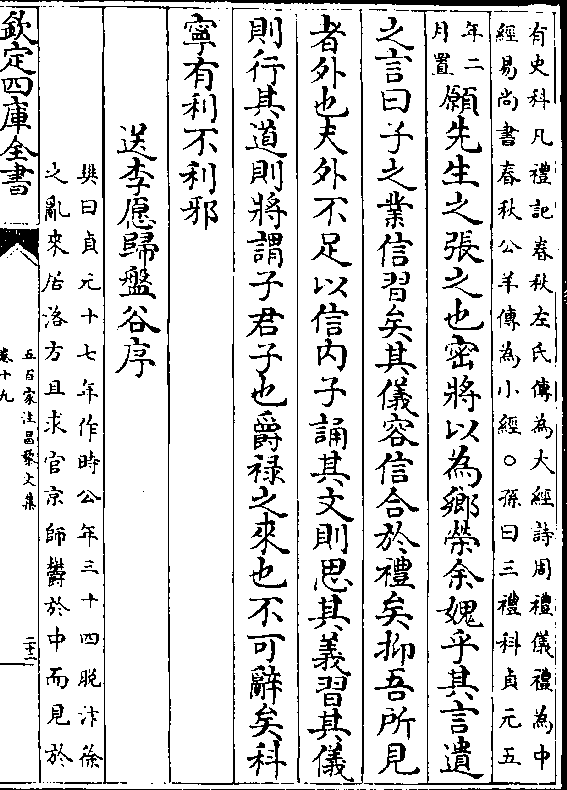 有史科凡禮記春秋左氏傳為大經詩周禮儀禮為中
經易尚書春秋公羊傳為小經○孫曰三禮科貞元五
年二
月置
願先生之張之也密將以為鄉榮余媿乎其言遺
之言曰子之業信習矣其儀容信合於禮矣抑吾所見
者外也夫外不足以信內子誦其文則思其義習其儀
則行其道則將謂子君子也爵祿之來也不可辭矣科
寧有利不利邪
送李愿歸盤谷序
樊曰貞元十七年作時公年三十四脫汴徐
之亂來居洛方且求官京師鬱於中而見於
欽定四庫全書
五百家注昌黎文集
卷十九
二十二